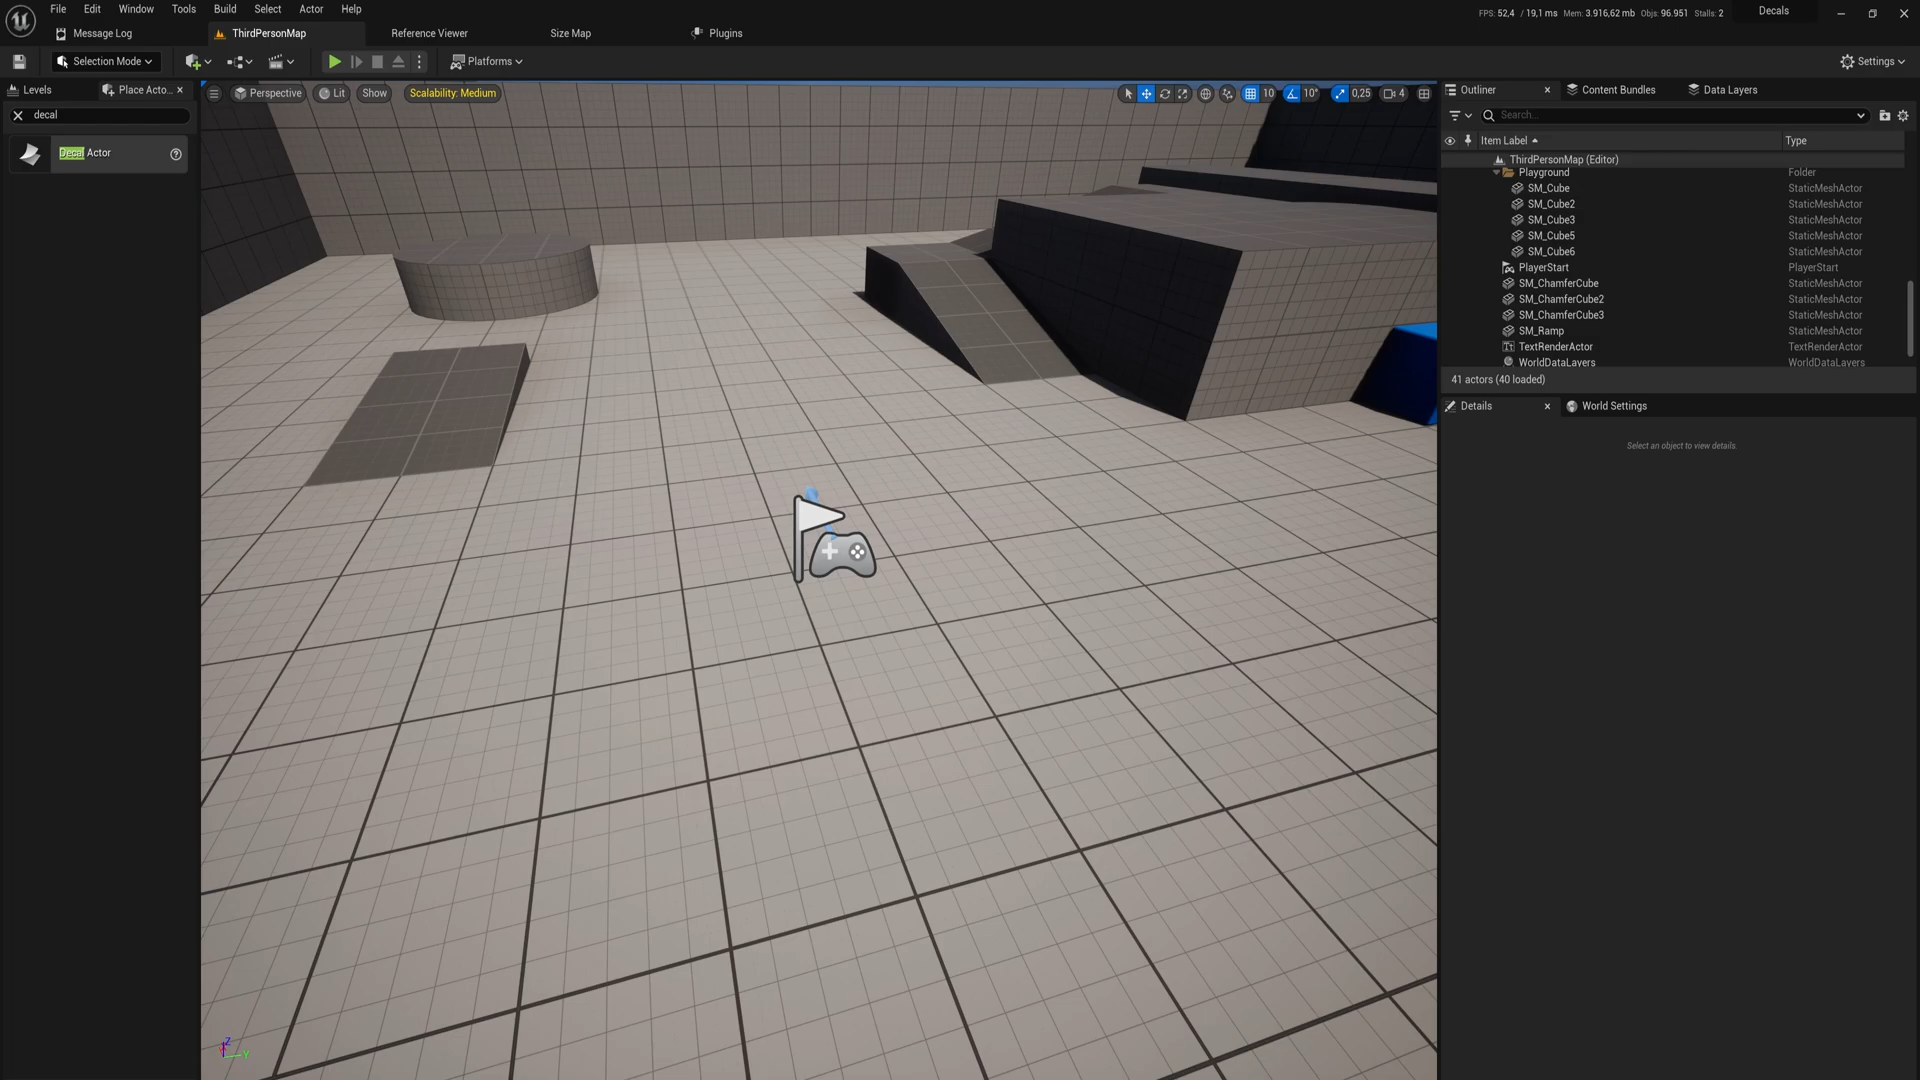 File Edit Window Tools Build Select Actor Help
FPS: 52,4 / 19,1 ms Mem: 3.916,62 mb Objs: 96.951 Stalls: 2
Decals
Message Log
ThirdPersonMap
Reference Viewer
Size Map
Plugins
Selection Mode
Platforms
Settings
Levels
Place Acto...
decal
Decal Actor
Perspective
Lit
Show
Scalability: Medium
10
10°
0,25
4
Outliner
Content Bundles
Data Layers
Search...
Item Label
Type
ThirdPersonMap (Editor)
Playground Folder
SM_Cube StaticMeshActor
SM_Cube2 StaticMeshActor
SM_Cube3 StaticMeshActor
SM_Cube5 StaticMeshActor
SM_Cube6 StaticMeshActor
PlayerStart PlayerStart
SM_ChamferCube StaticMeshActor
SM_ChamferCube2 StaticMeshActor
SM_ChamferCube3 StaticMeshActor
SM_Ramp StaticMeshActor
TextRenderActor TextRenderActor
WorldDataLayers WorldDataLayers
41 actors (40 loaded)
Details
World Settings
Select an object to view details.
Z
Y